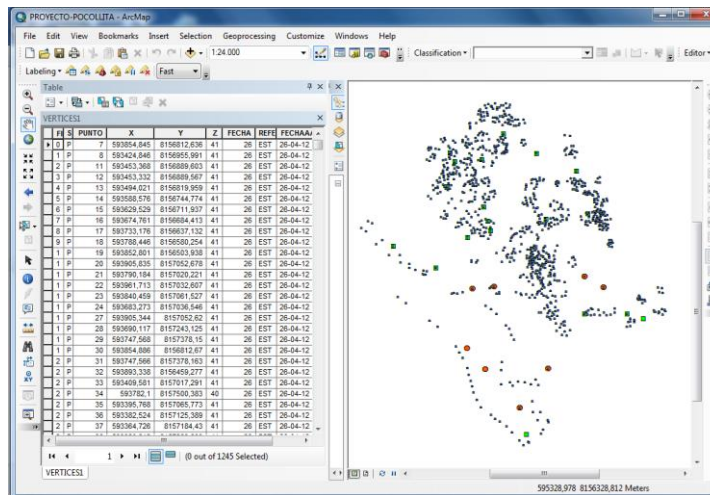 PROYECTO-POCOLLITA - ArcMap
File Edit View Bookmarks Insert Selection Geoprocessing Customize Windows Help
1:24.000 Classification Editor
Labeling Fast
Table
VERTICES1
FI S PUNTO X Y Z FECHA REFE FECHAA
0 P 7 593854,845 8156812,636 41 26 EST 26-04-12
1 P 8 593424,846 8156955,991 41 26 EST 26-04-12
2 P 11 593453,368 8156889,603 41 26 EST 26-04-12
3 P 12 593453,332 8156889,567 41 26 EST 26-04-12
4 P 13 593494,021 8156819,959 41 26 EST 26-04-12
5 P 14 593588,576 8156744,774 41 26 EST 26-04-12
6 P 15 593629,529 8156711,937 41 26 EST 26-04-12
7 P 16 593674,761 8156684,413 41 26 EST 26-04-12
8 P 17 593733,176 8156637,132 41 26 EST 26-04-12
9 P 18 593788,446 8156580,254 41 26 EST 26-04-12
1 P 19 593852,801 8156503,938 41 26 EST 26-04-12
1 P 20 593905,835 8157052,678 41 26 EST 26-04-12
1 P 21 593790,184 8157020,221 41 26 EST 26-04-12
1 P 22 593961,713 8157032,607 41 26 EST 26-04-12
1 P 23 593840,459 8157061,527 41 26 EST 26-04-12
1 P 24 593683,273 8157036,546 41 26 EST 26-04-12
1 P 27 593905,344 8157052,62 41 26 EST 26-04-12
1 P 28 593690,117 8157243,125 41 26 EST 26-04-12
1 P 29 593747,568 8157378,15 41 26 EST 26-04-12
1 P 30 593854,886 8156812,67 41 26 EST 26-04-12
2 P 31 593747,566 8157378,163 41 26 EST 26-04-12
2 P 32 593893,338 8156459,277 41 26 EST 26-04-12
2 P 33 593409,581 8157017,291 41 26 EST 26-04-12
2 P 34 593782,1 8157500,383 40 26 EST 26-04-12
2 P 35 593395,768 8157065,773 41 26 EST 26-04-12
2 P 36 593382,524 8157125,389 41 26 EST 26-04-12
2 P 37 593364,726 8157184,43 41 26 EST 26-04-12
1 (0 out of 1245 Selected)
VERTICES1
595328,978 8156328,812 Meters